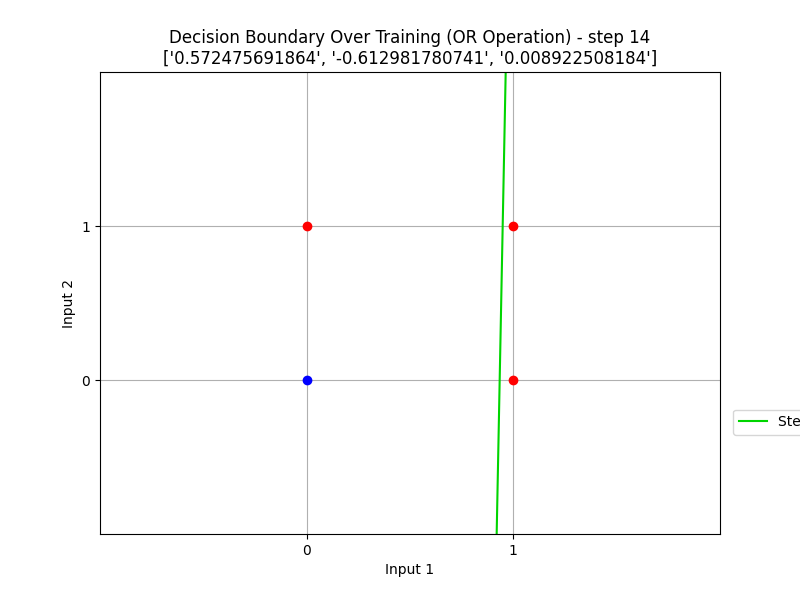 Decision Boundary Over Training (OR Operation) - step 14
['0.572475691864', '-0.612981780741', '0.008922508184']
Input 2
1
0
0
1
Input 1